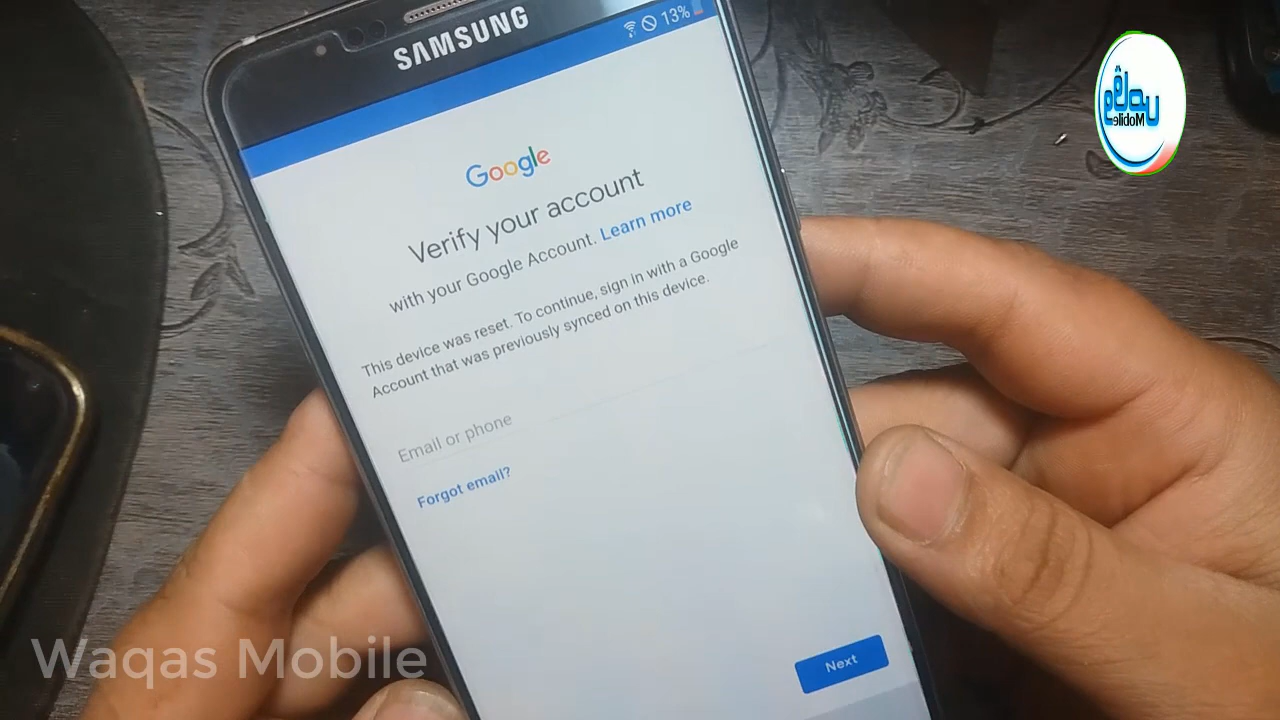 SAMSUNG
13%
Google
Verify your account
with your Google Account. Learn more
This device was reset. To continue, sign in with a Google
Account that was previously synced on this device.
Email or phone
Forgot email?
Next
Mobile
Waqas Mobile